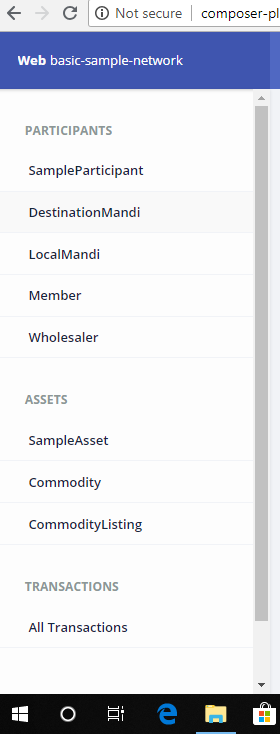 Not secure | composer-pl
Web basic-sample-network
PARTICIPANTS
SampleParticipant
DestinationMandi
LocalMandi
Member
Wholesaler
ASSETS
SampleAsset
Commodity
CommodityListing
TRANSACTIONS
All Transactions